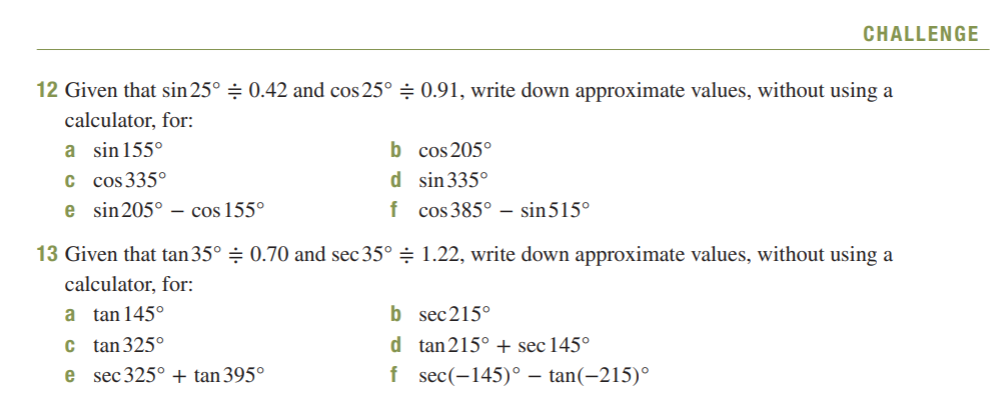 CHALLENGE
12 Given that sin 25° ≑ 0.42 and cos 25° ≑ 0.91, write down approximate values, without using a
calculator, for:
a sin 155° b cos 205°
c cos 335° d sin 335°
e sin 205° − cos 155° f cos 385° − sin 515°
13 Given that tan 35° ≑ 0.70 and sec 35° ≑ 1.22, write down approximate values, without using a
calculator, for:
a tan 145° b sec 215°
c tan 325° d tan 215° + sec 145°
e sec 325° + tan 395° f sec(−145)° − tan(−215)°